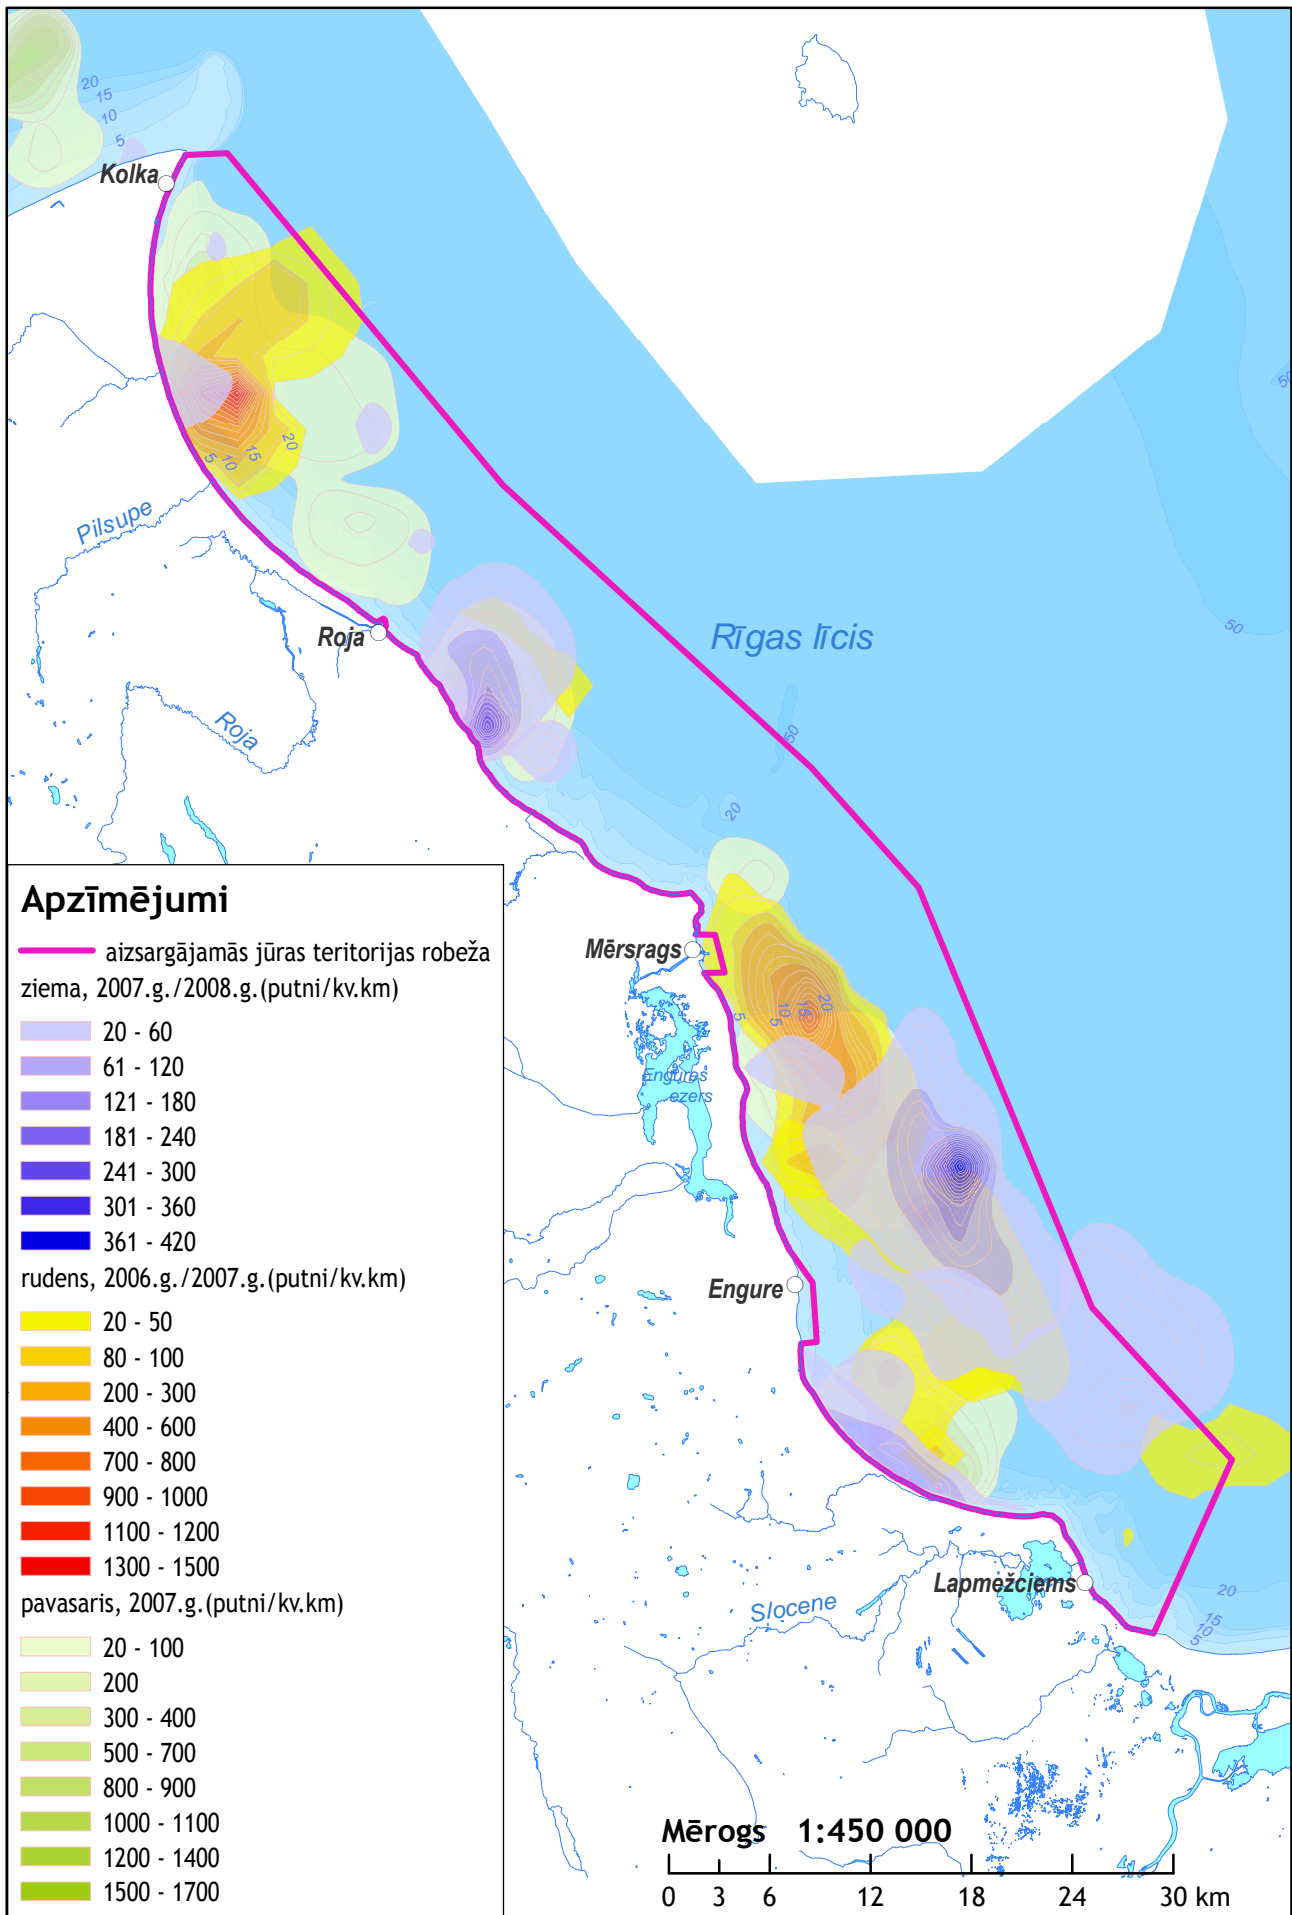 20
15
10
5
Kolka
50
5
10
15
20
Pilsupe
Roja
Rīgas līcis
50
Roja
50
20
Apzīmējumi
aizsargājamās jūras teritorijas robeža
ziema, 2007.g./2008.g.(putni/kv.km)
20 - 60
61 - 120
121 - 180
181 - 240
241 - 300
301 - 360
361 - 420
rudens, 2006.g./2007.g.(putni/kv.km)
20 - 50
80 - 100
200 - 300
400 - 600
700 - 800
900 - 1000
1100 - 1200
1300 - 1500
pavasaris, 2007.g.(putni/kv.km)
20 - 100
200
300 - 400
500 - 700
800 - 900
1000 - 1100
1200 - 1400
1500 - 1700
Mērsrags
5
5
10
15
20
Engures
ezers
Engure
Lapmežciems
Slocene
20
15
10
5
Mērogs 1:450 000
0 3 6 12 18 24 30 km